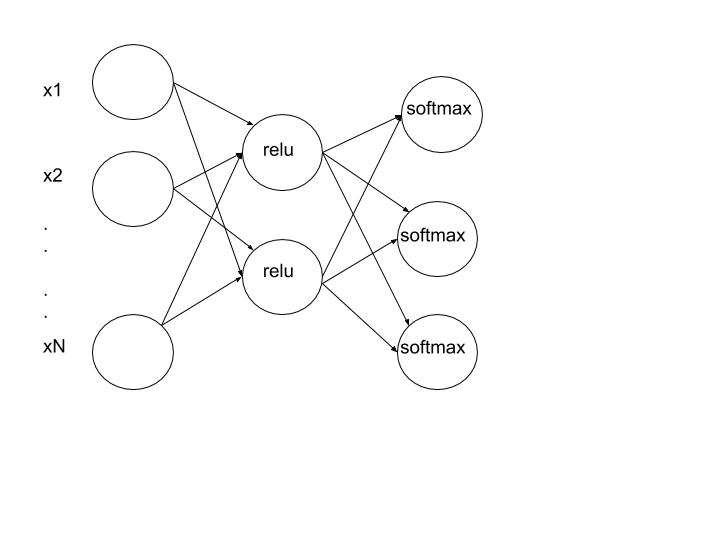 x1
x2
.
.
.
.
xN
relu
relu
softmax
softmax
softmax